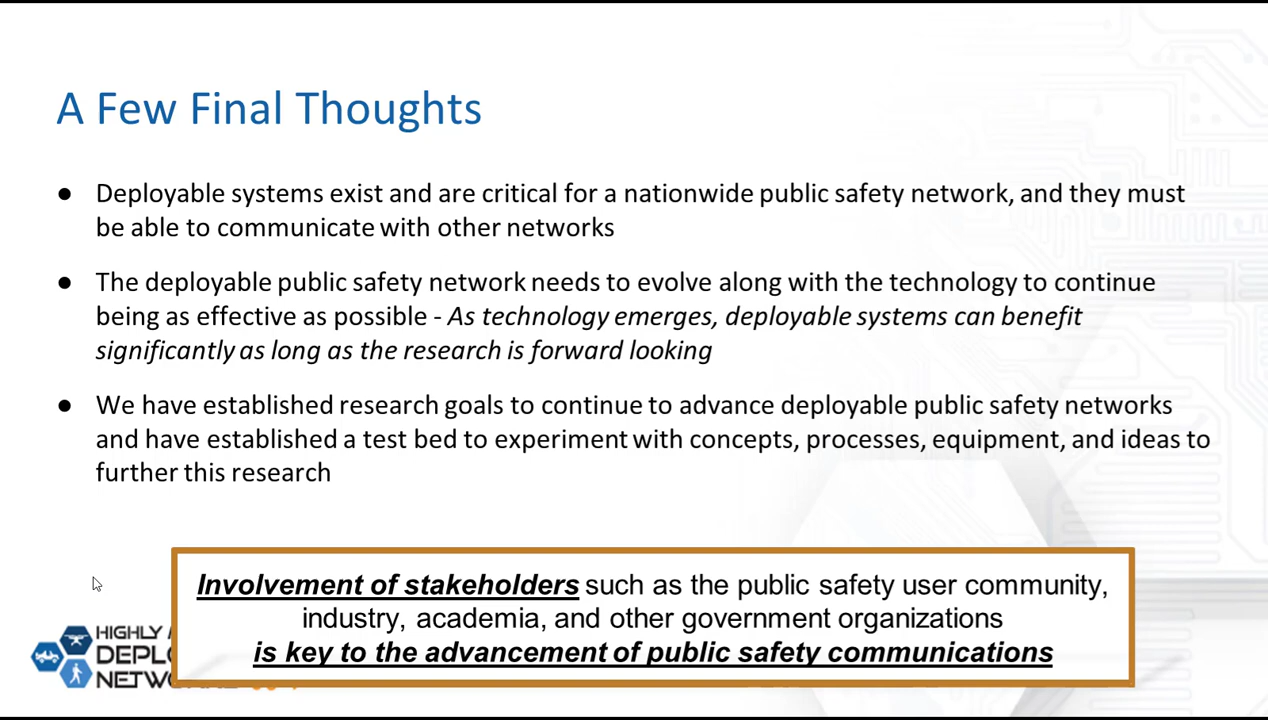 A Few Final Thoughts
● Deployable systems exist and are critical for a nationwide public safety network, and they must
be able to communicate with other networks
● The deployable public safety network needs to evolve along with the technology to continue
being as effective as possible - As technology emerges, deployable systems can benefit
significantly as long as the research is forward looking
● We have established research goals to continue to advance deployable public safety networks
and have established a test bed to experiment with concepts, processes, equipment, and ideas to
further this research
Involvement of stakeholders such as the public safety user community,
industry, academia, and other government organizations
is key to the advancement of public safety communications
HIGHLY